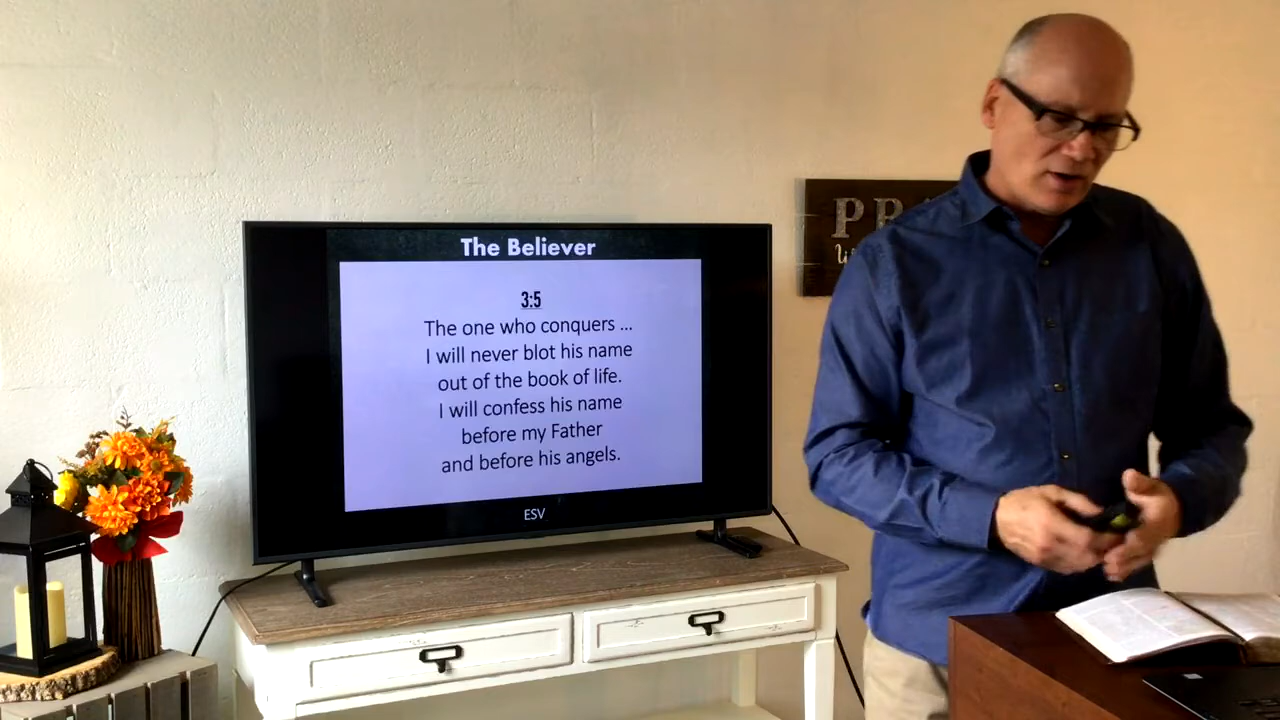 The Believer
3:5
The one who conquers ...
I will never blot his name
out of the book of life.
I will confess his name
before my Father
and before his angels.
ESV